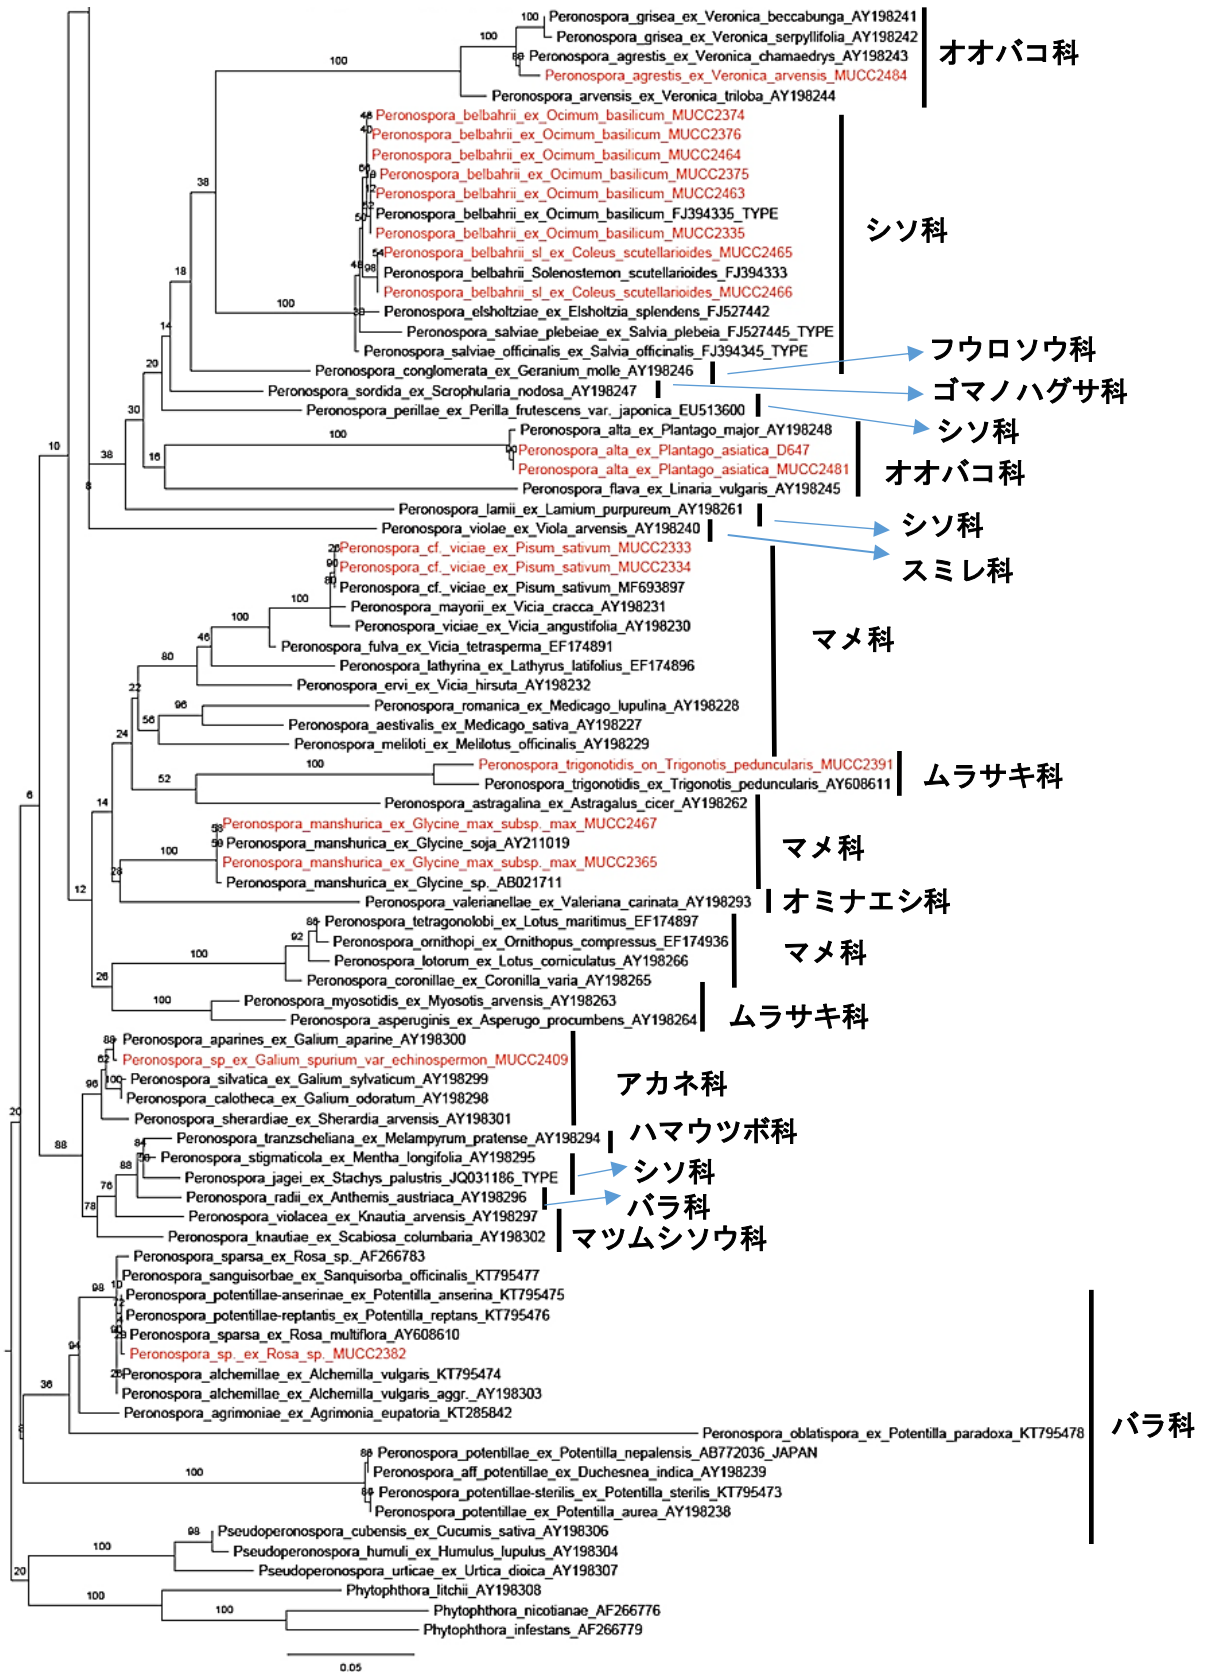 Peronospora_grisea_ex_Veronica_beccabunga_AY198241
Peronospora_grisea_ex_Veronica_serpyllifolia_AY198242
Peronospora_agrestis_ex_Veronica_chamaedrys_AY198243
Peronospora_agrestis_ex_Veronica_arvensis_MUCC2484
Peronospora_arvensis_ex_Veronica_triloba_AY198244
オオバコ科
Peronospora_belbahrii_ex_Ocimum_basilicum_MUCC2374
Peronospora_belbahrii_ex_Ocimum_basilicum_MUCC2376
Peronospora_belbahrii_ex_Ocimum_basilicum_MUCC2464
Peronospora_belbahrii_ex_Ocimum_basilicum_MUCC2375
Peronospora_belbahrii_ex_Ocimum_basilicum_MUCC2463
Peronospora_belbahrii_ex_Ocimum_basilicum_FJ394335_TYPE
Peronospora_belbahrii_ex_Ocimum_basilicum_MUCC2335
Peronospora_belbahrii_sl_ex_Coleus_scutellarioides_MUCC2465
Peronospora_belbahrii_Solenostemon_scutellarioides_FJ394333
Peronospora_belbahrii_sl_ex_Coleus_scutellarioides_MUCC2466
Peronospora_elsholtziae_ex_Elsholtzia_splendens_FJ527442
Peronospora_salviae_plebeiae_ex_Salvia_plebeia_FJ527445_TYPE
Peronospora_salviae_officinalis_ex_Salvia_officinalis_FJ394345_TYPE
シソ科
Peronospora_conglomerata_ex_Geranium_molle_AY198246
フウロソウ科
Peronospora_sordida_ex_Scrophularia_nodosa_AY198247
ゴマノハグサ科
Peronospora_perillae_ex_Perilla_frutescens_var._japonica_EU513600
シソ科
Peronospora_alta_ex_Plantago_major_AY198248
Peronospora_alta_ex_Plantago_asiatica_D647
Peronospora_alta_ex_Plantago_asiatica_MUCC2481
Peronospora_flava_ex_Linaria_vulgaris_AY198245
オオバコ科
Peronospora_lamii_ex_Lamium_purpureum_AY198261
シソ科
Peronospora_violae_ex_Viola_arvensis_AY198240
スミレ科
Peronospora_cf._viciae_ex_Pisum_sativum_MUCC2333
Peronospora_cf._viciae_ex_Pisum_sativum_MUCC2334
Peronospora_cf._viciae_ex_Pisum_sativum_MF693897
Peronospora_mayorii_ex_Vicia_cracca_AY198231
Peronospora_viciae_ex_Vicia_angustifolia_AY198230
Peronospora_fulva_ex_Vicia_tetrasperma_EF174891
Peronospora_lathyrina_ex_Lathyrus_latifolius_EF174896
Peronospora_ervi_ex_Vicia_hirsuta_AY198232
Peronospora_romanica_ex_Medicago_lupulina_AY198228
Peronospora_aestivalis_ex_Medicago_sativa_AY198227
Peronospora_meliloti_ex_Melilotus_officinalis_AY198229
マメ科
Peronospora_trigonotidis_on_Trigonotis_peduncularis_MUCC2391
Peronospora_trigonotidis_ex_Trigonotis_peduncularis_AY608611
ムラサキ科
Peronospora_astragalina_ex_Astragalus_cicer_AY198262
Peronospora_manshurica_ex_Glycine_max_subsp._max_MUCC2467
Peronospora_manshurica_ex_Glycine_soja_AY211019
Peronospora_manshurica_ex_Glycine_max_subsp._max_MUCC2365
Peronospora_manshurica_ex_Glycine_sp._AB021711
マメ科
Peronospora_valerianellae_ex_Valeriana_carinata_AY198293
オミナエシ科
Peronospora_tetragonolobi_ex_Lotus_maritimus_EF174897
Peronospora_ornithopi_ex_Ornithopus_compressus_EF174936
Peronospora_lotorum_ex_Lotus_corniculatus_AY198266
Peronospora_coronillae_ex_Coronilla_varia_AY198265
マメ科
Peronospora_myosotidis_ex_Myosotis_arvensis_AY198263
Peronospora_asperuginis_ex_Asperugo_procumbens_AY198264
ムラサキ科
Peronospora_aparines_ex_Galium_aparine_AY198300
Peronospora_sp_ex_Galium_spurium_var_echinospermon_MUCC2409
Peronospora_silvatica_ex_Galium_sylvaticum_AY198299
Peronospora_calotheca_ex_Galium_odoratum_AY198298
Peronospora_sherardiae_ex_Sherardia_arvensis_AY198301
アカネ科
Peronospora_tranzscheliana_ex_Melampyrum_pratense_AY198294
ハマウツボ科
Peronospora_stigmaticola_ex_Mentha_longifolia_AY198295
Peronospora_jagei_ex_Stachys_palustris_JQ031186_TYPE
シソ科
Peronospora_radii_ex_Anthemis_austriaca_AY198296
バラ科
Peronospora_violacea_ex_Knautia_arvensis_AY198297
Peronospora_knautiae_ex_Scabiosa_columbaria_AY198302
マツムシソウ科
Peronospora_sparsa_ex_Rosa_sp._AF266783
Peronospora_sanguisorbae_ex_Sanquisorba_officinalis_KT795477
Peronospora_potentillae-anserinae_ex_Potentilla_anserina_KT795475
Peronospora_potentillae-reptantis_ex_Potentilla_reptans_KT795476
Peronospora_sparsa_ex_Rosa_multiflora_AY608610
Peronospora_sp._ex_Rosa_sp._MUCC2382
Peronospora_alchemillae_ex_Alchemilla_vulgaris_KT795474
Peronospora_alchemillae_ex_Alchemilla_vulgaris_aggr._AY198303
Peronospora_agrimoniae_ex_Agrimonia_eupatoria_KT285842
Peronospora_oblatispora_ex_Potentilla_paradoxa_KT795478
Peronospora_potentillae_ex_Potentilla_nepalensis_AB772036_JAPAN
Peronospora_aff_potentillae_ex_Duchesnea_indica_AY198239
Peronospora_potentillae-sterilis_ex_Potentilla_sterilis_KT795473
Peronospora_potentillae_ex_Potentilla_aurea_AY198238
バラ科
Pseudoperonospora_cubensis_ex_Cucumis_sativa_AY198306
Pseudoperonospora_humuli_ex_Humulus_lupulus_AY198304
Pseudoperonospora_urticae_ex_Urtica_dioica_AY198307
Phytophthora_litchii_AY198308
Phytophthora_nicotianae_AF266776
Phytophthora_infestans_AF266779
0.05